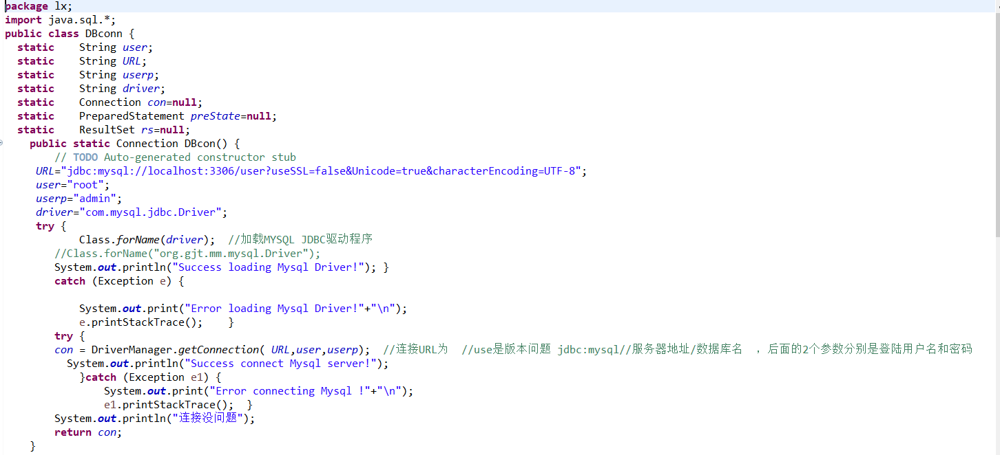 package lx;
import java.sql.*;
public class DBconn {
static String user;
static String URL;
static String userp;
static String driver;
static Connection con=null;
static PreparedStatement preState=null;
static ResultSet rs=null;
public static Connection DBcon() {
// TODO Auto-generated constructor stub
URL="jdbc:mysql://localhost:3306/user?useSSL=false&Unicode=true&characterEncoding=UTF-8";
user="root";
userp="admin";
driver="com.mysql.jdbc.Driver";
try {
Class.forName(driver); //加载MYSQL JDBC驱动程序
//Class.forName("org.gjt.mm.mysql.Driver");
System.out.println("Success loading Mysql Driver!"); }
catch (Exception e) {
System.out.print("Error loading Mysql Driver!"+"\n");
e.printStackTrace(); }
try {
con = DriverManager.getConnection( URL,user,userp); //连接URL为 //use是版本问题 jdbc:mysql//服务器地址/数据库名 ，后面的2个参数分别是登陆用户名和密码
System.out.println("Success connect Mysql server!");
}catch (Exception e1) {
System.out.print("Error connecting Mysql !"+"\n");
e1.printStackTrace(); }
System.out.println("连接没问题");
return con;
}